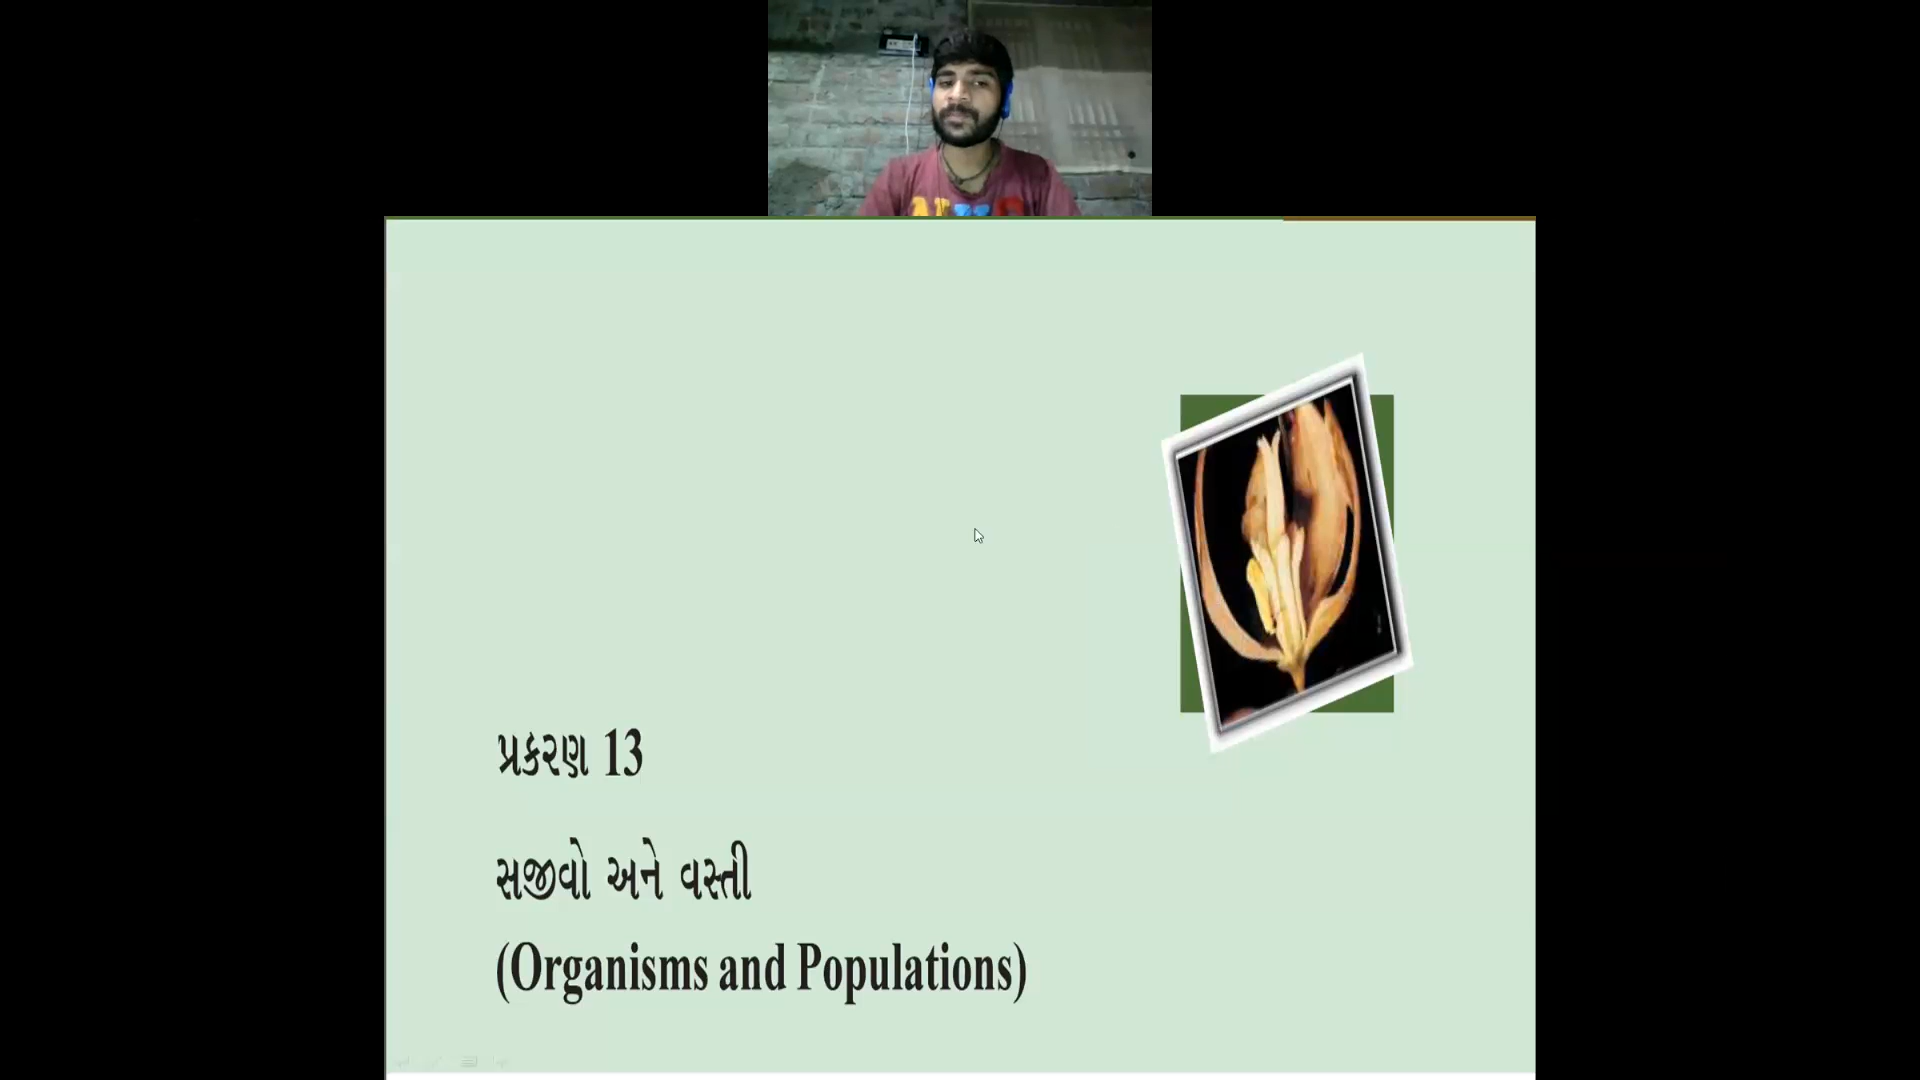 પ્રકરણ 13
સજીવો અને વસ્તી
(Organisms and Populations)